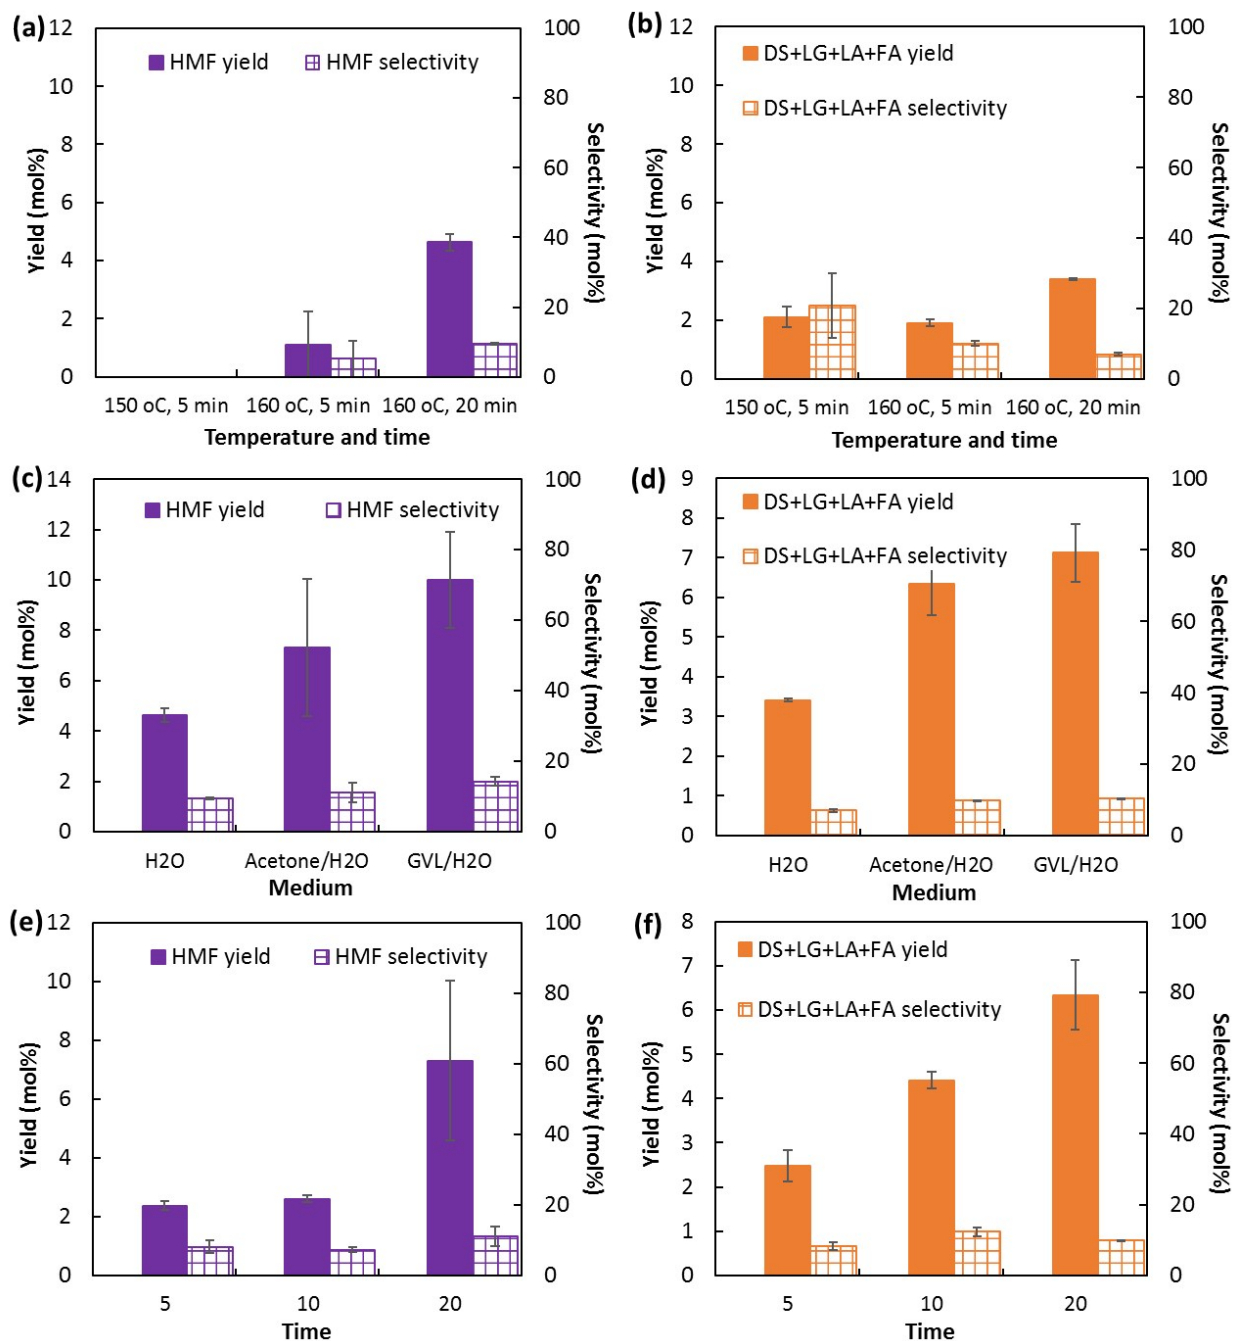 (a)
12
10
8
6
4
2
0
Yield (mol%)
HMF yield
HMF selectivity
100
80
60
40
20
0
Selectivity (mol%)
150 oC, 5 min 160 oC, 5 min 160 oC, 20 min
Temperature and time
(b)
12
10
8
6
4
2
0
Yield (mol%)
DS+LG+LA+FA yield
DS+LG+LA+FA selectivity
100
80
60
40
20
0
Selectivity (mol%)
150 oC, 5 min 160 oC, 5 min 160 oC, 20 min
Temperature and time
(c)
14
12
10
8
6
4
2
0
Yield (mol%)
HMF yield
HMF selectivity
100
80
60
40
20
0
Selectivity (mol%)
H2O Acetone/H2O GVL/H2O
Medium
(d)
9
8
7
6
5
4
3
2
1
0
Yield (mol%)
DS+LG+LA+FA yield
DS+LG+LA+FA selectivity
100
80
60
40
20
0
Selectivity (mol%)
H2O Acetone/H2O GVL/H2O
Medium
(e)
12
10
8
6
4
2
0
Yield (mol%)
HMF yield
HMF selectivity
100
80
60
40
20
0
Selectivity (mol%)
5 10 20
Time
(f)
8
7
6
5
4
3
2
1
0
Yield (mol%)
DS+LG+LA+FA yield
DS+LG+LA+FA selectivity
100
80
60
40
20
0
Selectivity (mol%)
5 10 20
Time